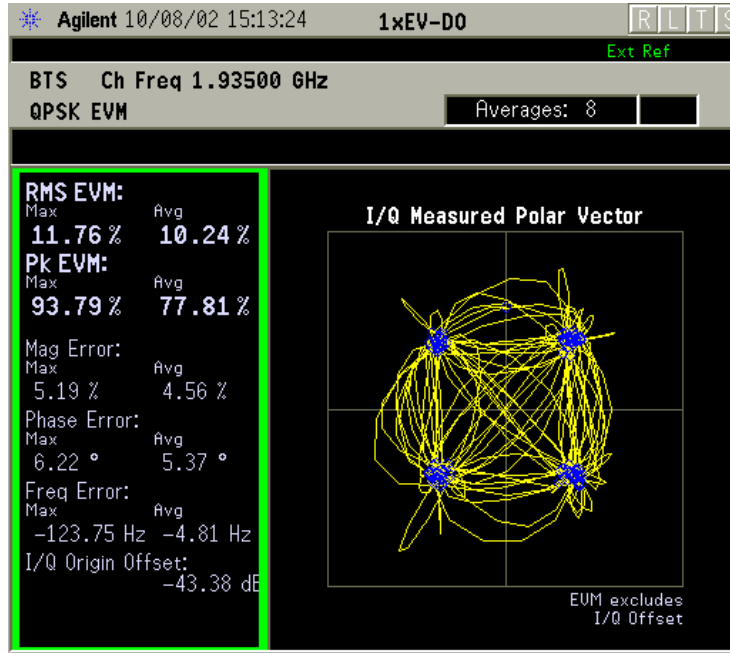 Agilent 10/08/02 15:13:24 1xEV-DO R L T S
Ext Ref
BTS Ch Freq 1.93500 GHz
QPSK EVM Averages: 8
RMS EVM:
Max Avg
11.76 % 10.24 %
Pk EVM:
Max Avg
93.79 % 77.81 %
Mag Error:
Max Avg
5.19 % 4.56 %
Phase Error:
Max Avg
6.22 ° 5.37 °
Freq Error:
Max Avg
-123.75 Hz -4.81 Hz
I/Q Origin Offset:
-43.38 dB
I/Q Measured Polar Vector
EVM excludes
I/Q Offset